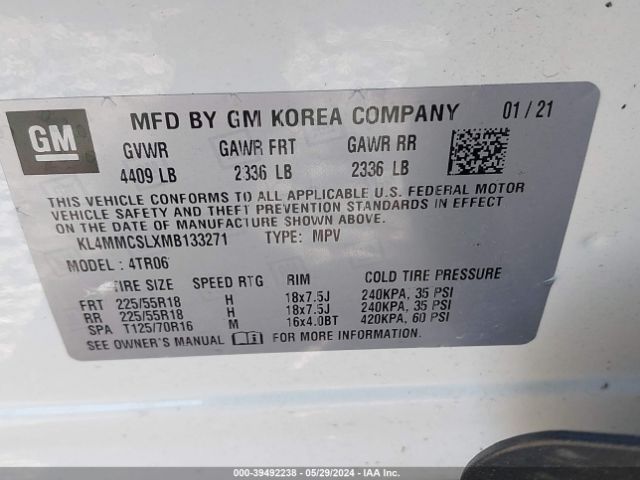 GM
MFD BY GM KOREA COMPANY 01/21
GVWR GAWR FRT GAWR RR
4409 LB 2336 LB 2336 LB
THIS VEHICLE CONFORMS TO ALL APPLICABLE U.S. FEDERAL MOTOR
VEHICLE SAFETY AND THEFT PREVENTION STANDARDS IN EFFECT
ON THE DATE OF MANUFACTURE SHOWN ABOVE.
KL4MMCSLXMB133271 TYPE: MPV
MODEL: 4TR06
TIRE SIZE SPEED RTG RIM COLD TIRE PRESSURE
FRT 225/55R18 H 18x7.5J 240KPA, 35 PSI
RR 225/55R18 H 18x7.5J 240KPA, 35 PSI
SPA T125/70R16 M 16x4.0BT 420KPA, 60 PSI
SEE OWNER'S MANUAL FOR MORE INFORMATION.
000-39492238 - 05/29/2024 - IAA Inc. All Rights Reserved